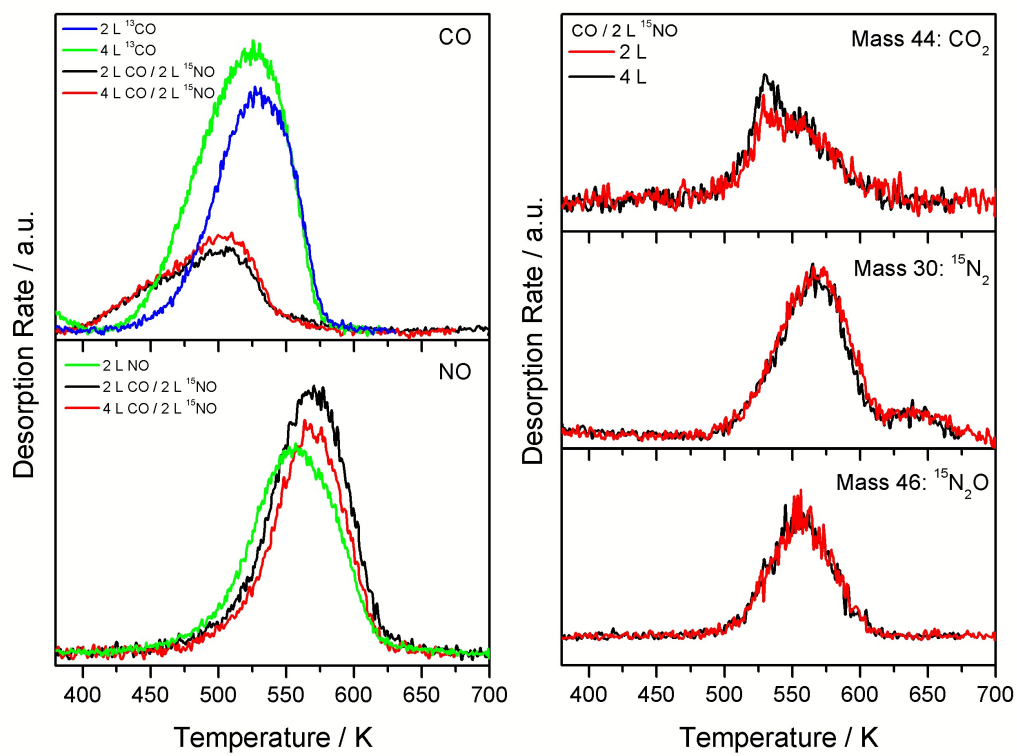 2 L ¹³CO
4 L ¹³CO
2 L CO / 2 L ¹⁵NO
4 L CO / 2 L ¹⁵NO
CO
2 L NO
2 L CO / 2 L ¹⁵NO
4 L CO / 2 L ¹⁵NO
NO
Desorption Rate / a.u.
400 450 500 550 600 650 700
Temperature / K
CO / 2 L ¹⁵NO
2 L
4 L
Mass 44: CO₂
Mass 30: ¹⁵N₂
Mass 46: ¹⁵N₂O
Desorption Rate / a.u.
400 450 500 550 600 650 700
Temperature / K